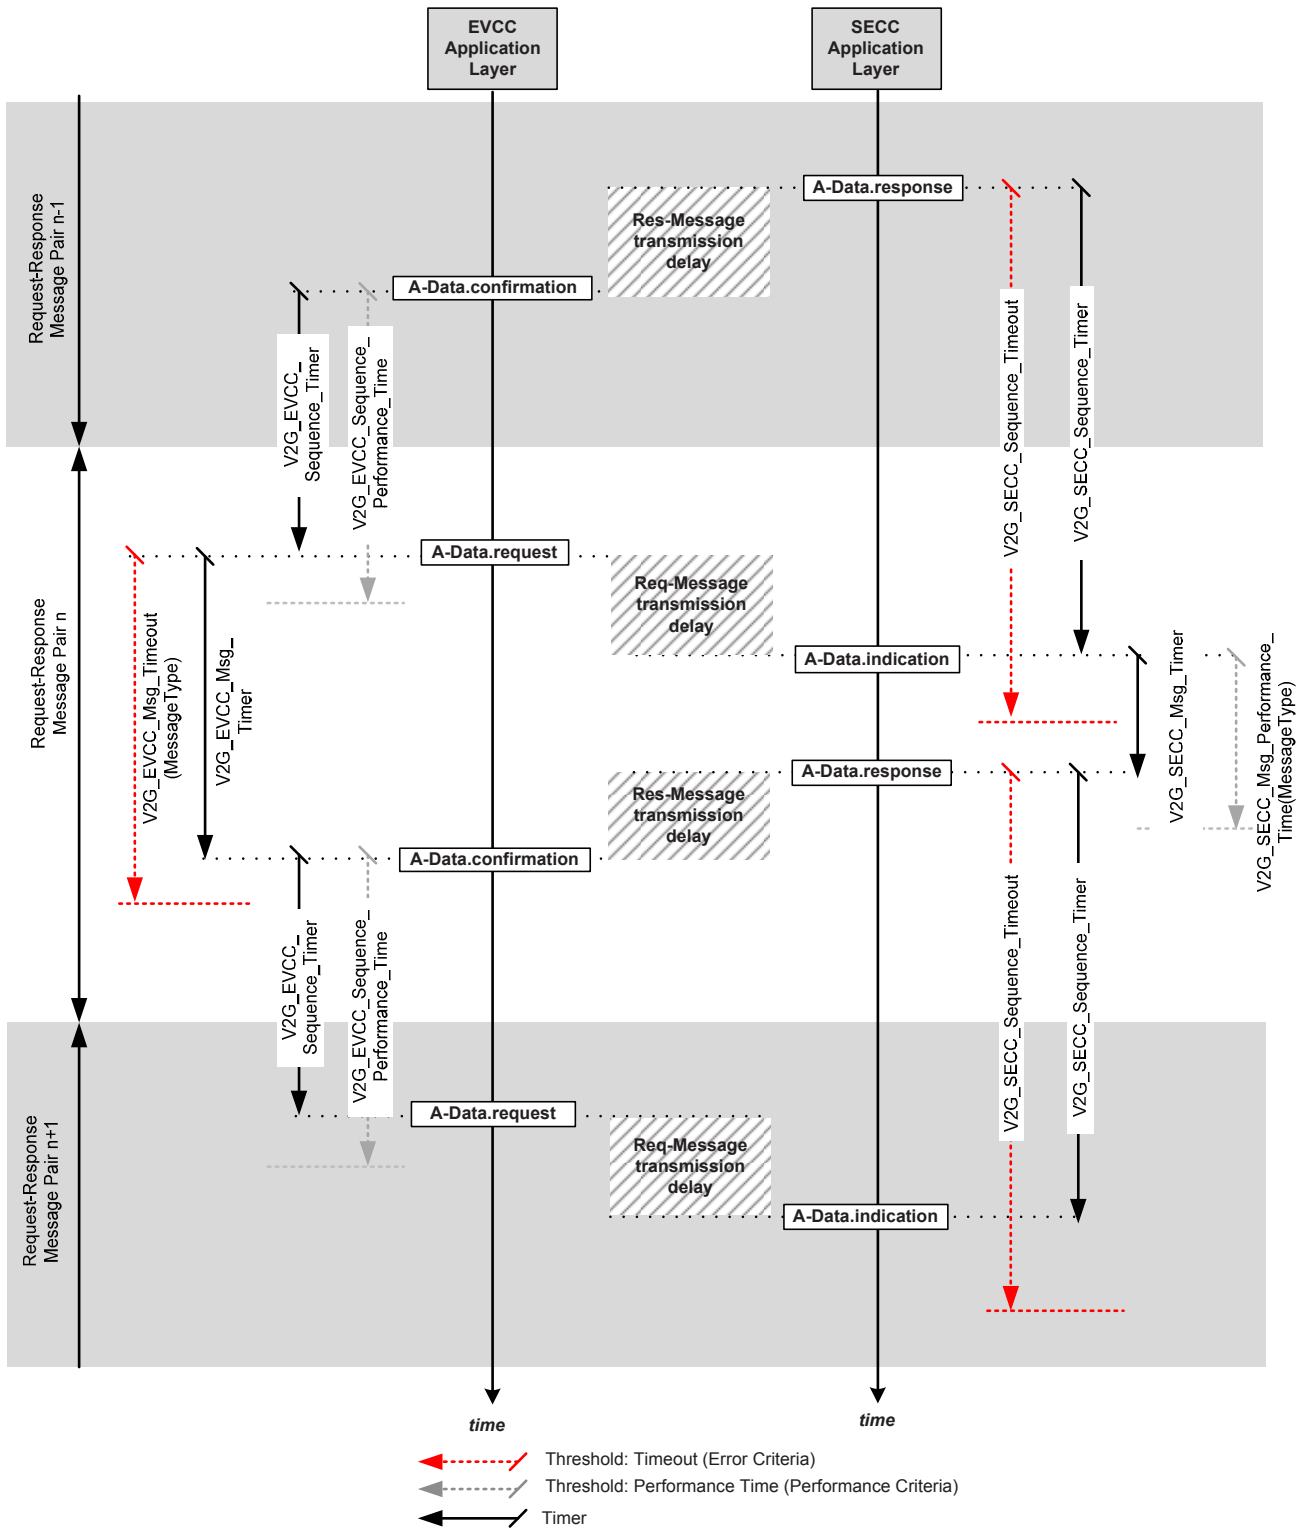 EVCC
Application
Layer
SECC
Application
Layer
Request-Response
Message Pair n-1
A-Data.response
Res-Message
transmission
delay
A-Data.confirmation
V2G_EVCC_
Sequence_Timer
V2G_EVCC_Sequence_
Performance_Time
V2G_SECC_Sequence_Timeout
V2G_SECC_Sequence_Timer
Request-Response
Message Pair n
A-Data.request
Req-Message
transmission
delay
A-Data.indication
V2G_EVCC_Msg_Timeout
(MessageType)
V2G_EVCC_Msg_
Timer
V2G_SECC_Msg_Timer
V2G_SECC_Msg_Performance_
Time(MessageType)
A-Data.response
Res-Message
transmission
delay
A-Data.confirmation
V2G_EVCC_
Sequence_Timer
V2G_EVCC_Sequence_
Performance_Time
V2G_SECC_Sequence_Timeout
V2G_SECC_Sequence_Timer
Request-Response
Message Pair n+1
A-Data.request
Req-Message
transmission
delay
A-Data.indication
time
time
Threshold: Timeout (Error Criteria)
Threshold: Performance Time (Performance Criteria)
Timer